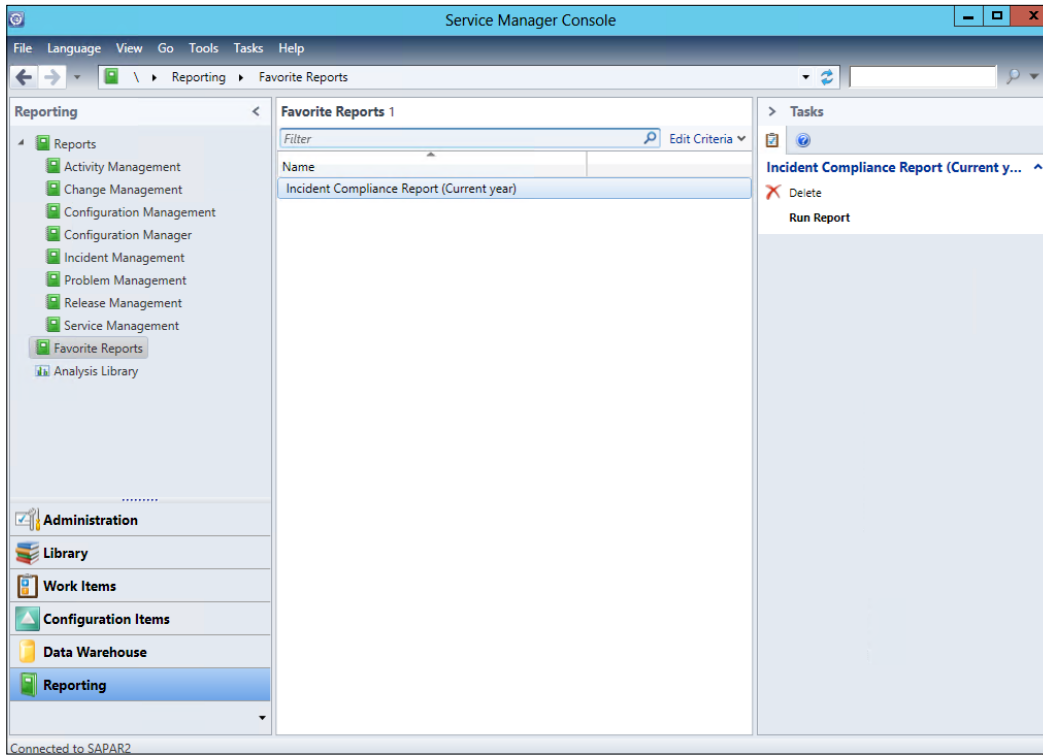 Service Manager Console
File Language View Go Tools Tasks Help
\ Reporting Favorite Reports
Reporting
Reports
Activity Management
Change Management
Configuration Management
Configuration Manager
Incident Management
Problem Management
Release Management
Service Management
Favorite Reports
Analysis Library
Administration
Library
Work Items
Configuration Items
Data Warehouse
Reporting
Favorite Reports 1
Filter Edit Criteria
Name
Incident Compliance Report (Current year)
Tasks
Incident Compliance Report (Current y...
Delete
Run Report
Connected to SAPAR2